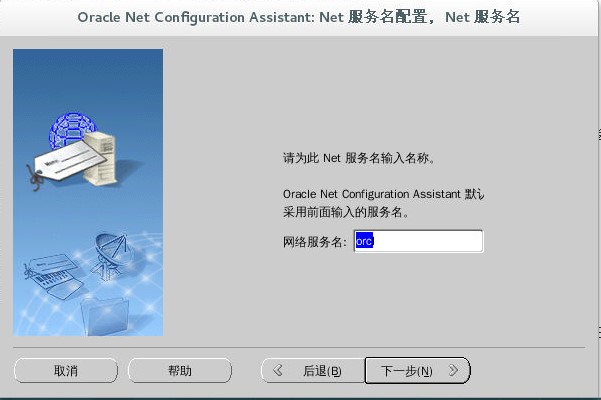 Oracle Net Configuration Assistant: Net 服务名配置，Net 服务名
请为此 Net 服务名输入名称。
Oracle Net Configuration Assistant 默认
采用前面输入的服务名。
网络服务名: orcl
取消
帮助
后退(B)
下一步(N)